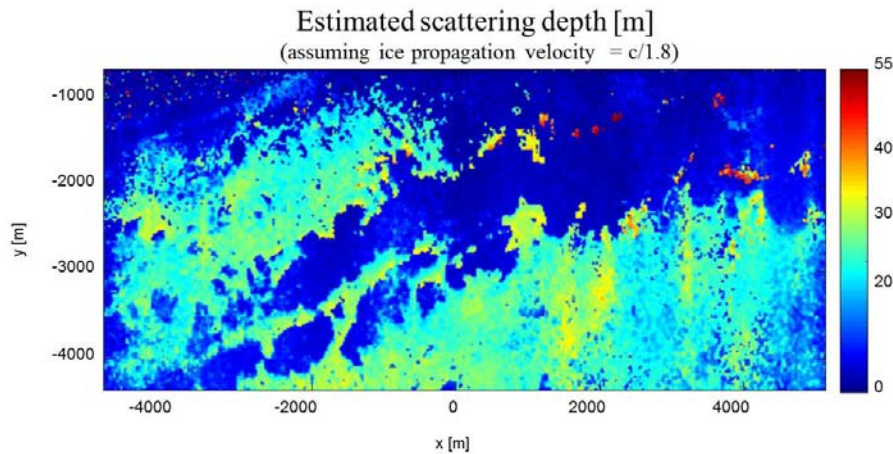 Estimated scattering depth [m]
(assuming ice propagation velocity = c/1.8)
55
40
30
20
0
-1000
-2000
-3000
-4000
y [m]
-4000 -2000 0 2000 4000
x [m]